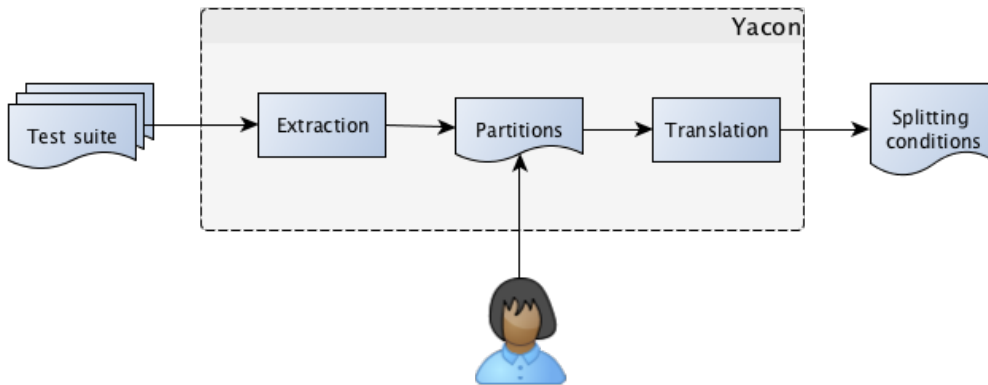 Yacon
Test suite
Extraction
Partitions
Translation
Splitting
conditions